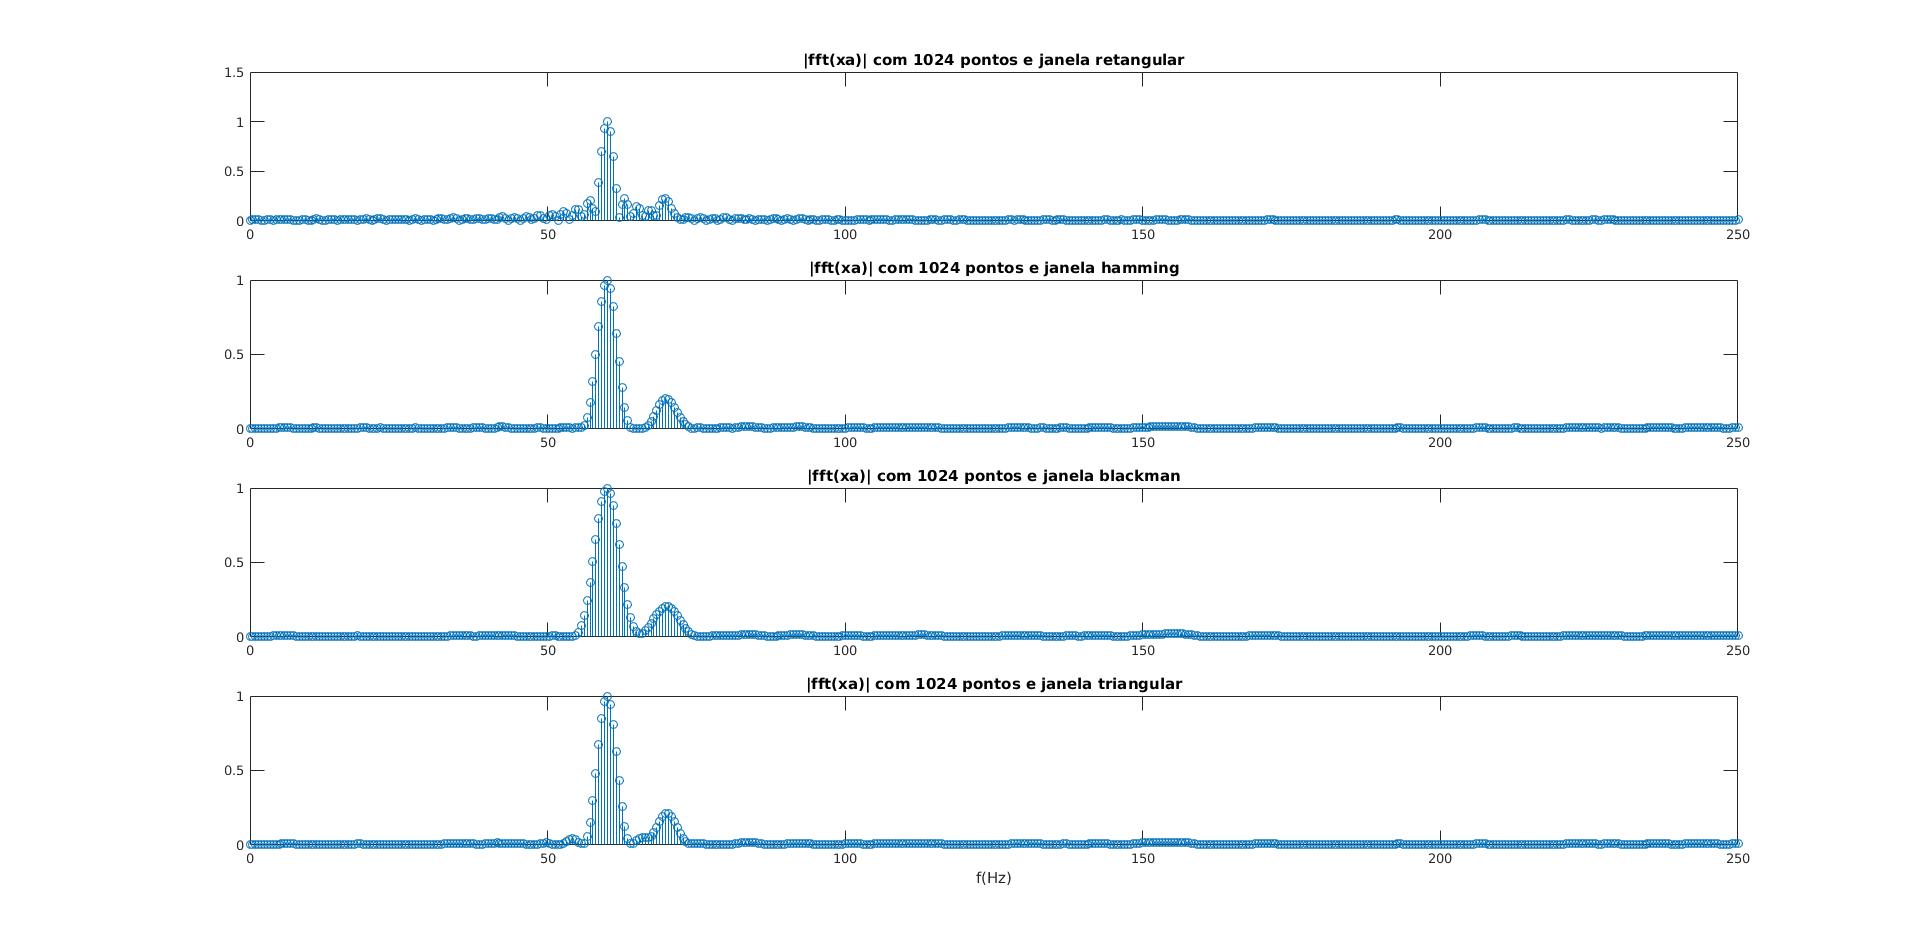 |fft(xa)| com 1024 pontos e janela retangular
1.5
1
0.5
0
0 50 100 150 200 250
|fft(xa)| com 1024 pontos e janela hamming
1
0.5
0
0 50 100 150 200 250
|fft(xa)| com 1024 pontos e janela blackman
1
0.5
0
0 50 100 150 200 250
|fft(xa)| com 1024 pontos e janela triangular
1
0.5
0
0 50 100 150 200 250
f(Hz)